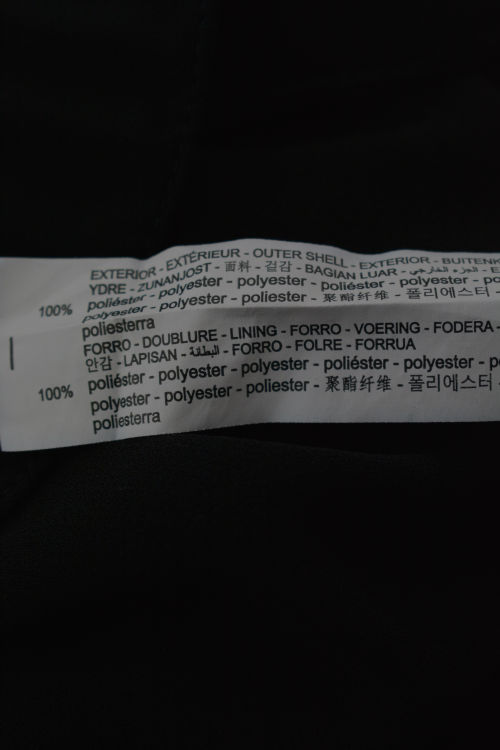 EXTERIOR - EXTÉRIEUR - OUTER SHELL - EXTERIOR - BUITENK
YDRE - ZUNANJOST - 面料 - 겉감 - BAGIAN LUAR - الجزء الخارجي - E
100% poliéster - polyester - polyester - poliéster - polyester - po
polyester - polyester - poliester - 聚酯纤维 - 폴리에스터 -
poliesterra
FORRO - DOUBLURE - LINING - FORRO - VOERING - FODERA -
안감 - LAPISAN - البطانة - FORRO - FOLRE - FORRUA
100% poliéster - polyester - polyester - poliéster - polyester - po
polyester - polyester - poliester - 聚酯纤维 - 폴리에스터 -
poliesterra